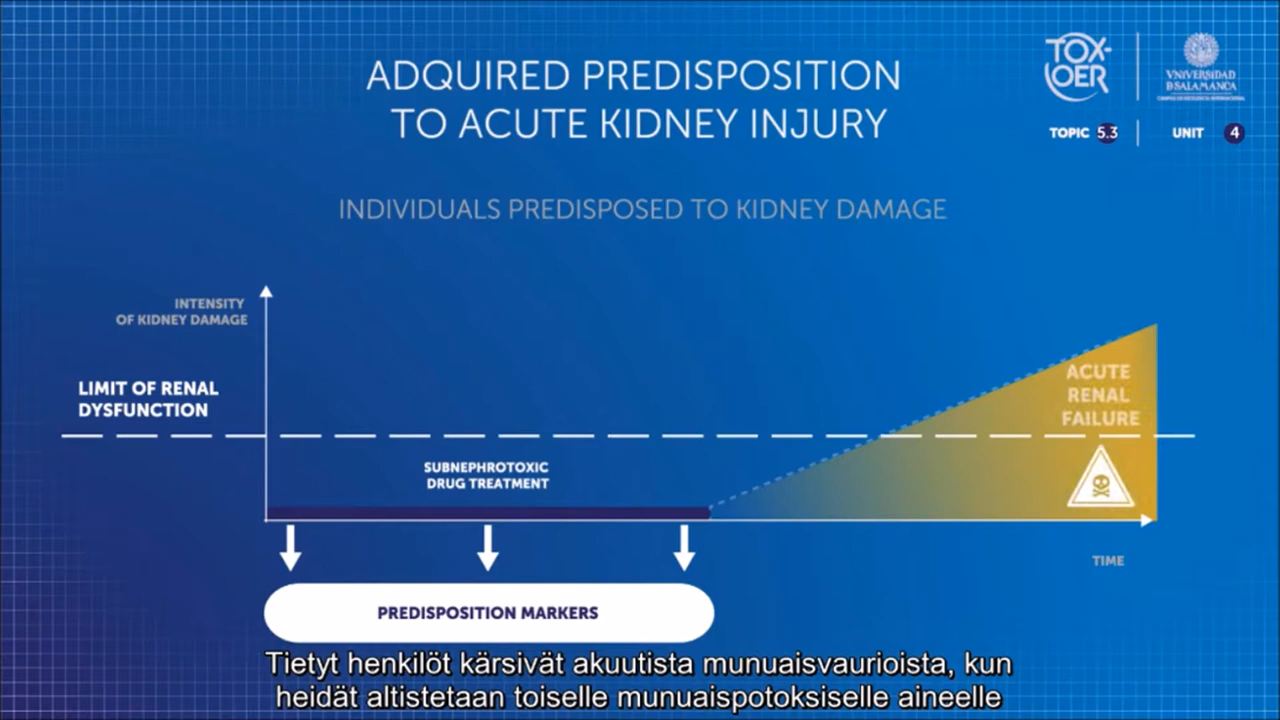 ADQUIRED PREDISPOSITION
TO ACUTE KIDNEY INJURY
TOX-
OER
VNiVERSiDAD
D SALAMANCA
TOPIC 5.3
UNIT 4
INDIVIDUALS PREDISPOSED TO KIDNEY DAMAGE
INTENSITY
OF KIDNEY DAMAGE
LIMIT OF RENAL
DYSFUNCTION
ACUTE
RENAL
FAILURE
SUBNEPHROTOXIC
DRUG TREATMENT
TIME
PREDISPOSITION MARKERS
Tietyt henkilöt kärsivät akuutista munuaisvaurioista, kun
heidät altistetaan toiselle munuaispotoksiselle aineelle